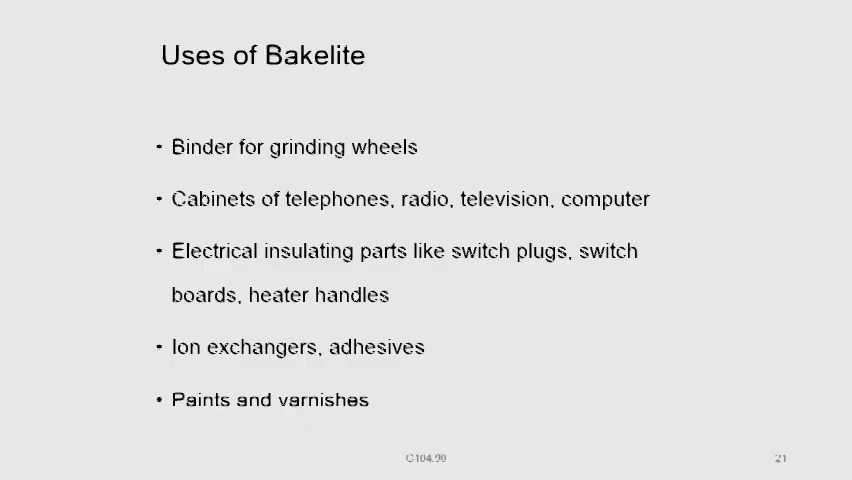 Uses of Bakelite
• Binder for grinding wheels
• Cabinets of telephones, radio, television, computer
• Electrical insulating parts like switch plugs, switch
boards, heater handles
• Ion exchangers, adhesives
• Paints and varnishes
21